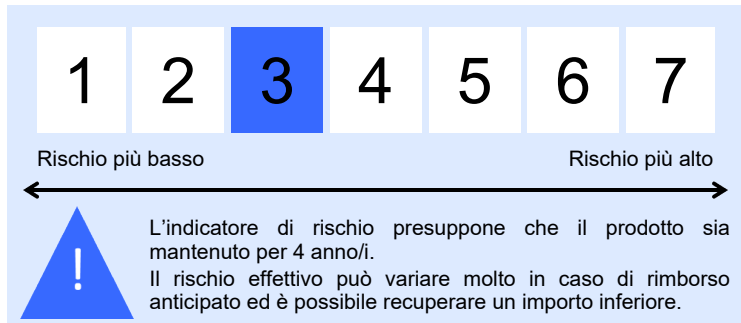 1 2 3 4 5 6 7
Rischio più basso Rischio più alto
!
L'indicatore di rischio presuppone che il prodotto sia
mantenuto per 4 anno/i.
Il rischio effettivo può variare molto in caso di rimborso
anticipato ed è possibile recuperare un importo inferiore.